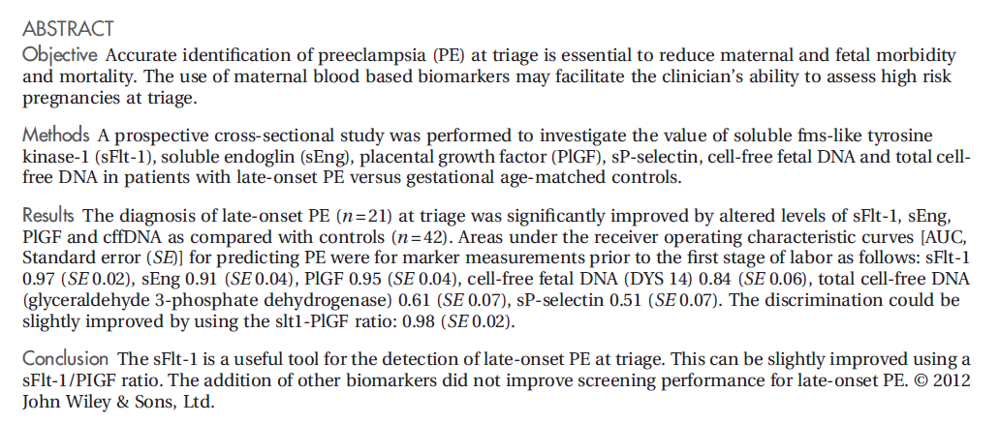 ABSTRACT
Objective Accurate identification of preeclampsia (PE) at triage is essential to reduce maternal and fetal morbidity
and mortality. The use of maternal blood based biomarkers may facilitate the clinician's ability to assess high risk
pregnancies at triage.
Methods A prospective cross-sectional study was performed to investigate the value of soluble fms-like tyrosine
kinase-1 (sFlt-1), soluble endoglin (sEng), placental growth factor (PlGF), sP-selectin, cell-free fetal DNA and total cell-
free DNA in patients with late-onset PE versus gestational age-matched controls.
Results The diagnosis of late-onset PE (n=21) at triage was significantly improved by altered levels of sFlt-1, sEng,
PlGF and cffDNA as compared with controls (n=42). Areas under the receiver operating characteristic curves [AUC,
Standard error (SE)] for predicting PE were for marker measurements prior to the first stage of labor as follows: sFlt-1
0.97 (SE 0.02), sEng 0.91 (SE 0.04), PlGF 0.95 (SE 0.04), cell-free fetal DNA (DYS 14) 0.84 (SE 0.06), total cell-free DNA
(glyceraldehyde 3-phosphate dehydrogenase) 0.61 (SE 0.07), sP-selectin 0.51 (SE 0.07). The discrimination could be
slightly improved by using the slt1-PlGF ratio: 0.98 (SE 0.02).
Conclusion The sFlt-1 is a useful tool for the detection of late-onset PE at triage. This can be slightly improved using a
sFlt-1/PIGF ratio. The addition of other biomarkers did not improve screening performance for late-onset PE. © 2012
John Wiley & Sons, Ltd.